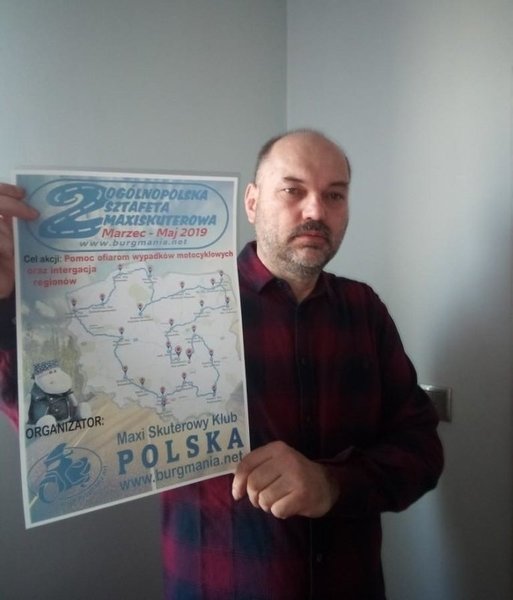 2 OGÓLNOPOLSKA
SZTAFETA
MAXISKUTEROWA
Marzec - Maj 2019
www.burgmania.net
Cel akcji: Pomoc ofiarom wypadków motocyklowych
oraz intergacja
regionów
ORGANIZATOR:
Maxi Skuterowy Klub
POLSKA
www.burgmania.net